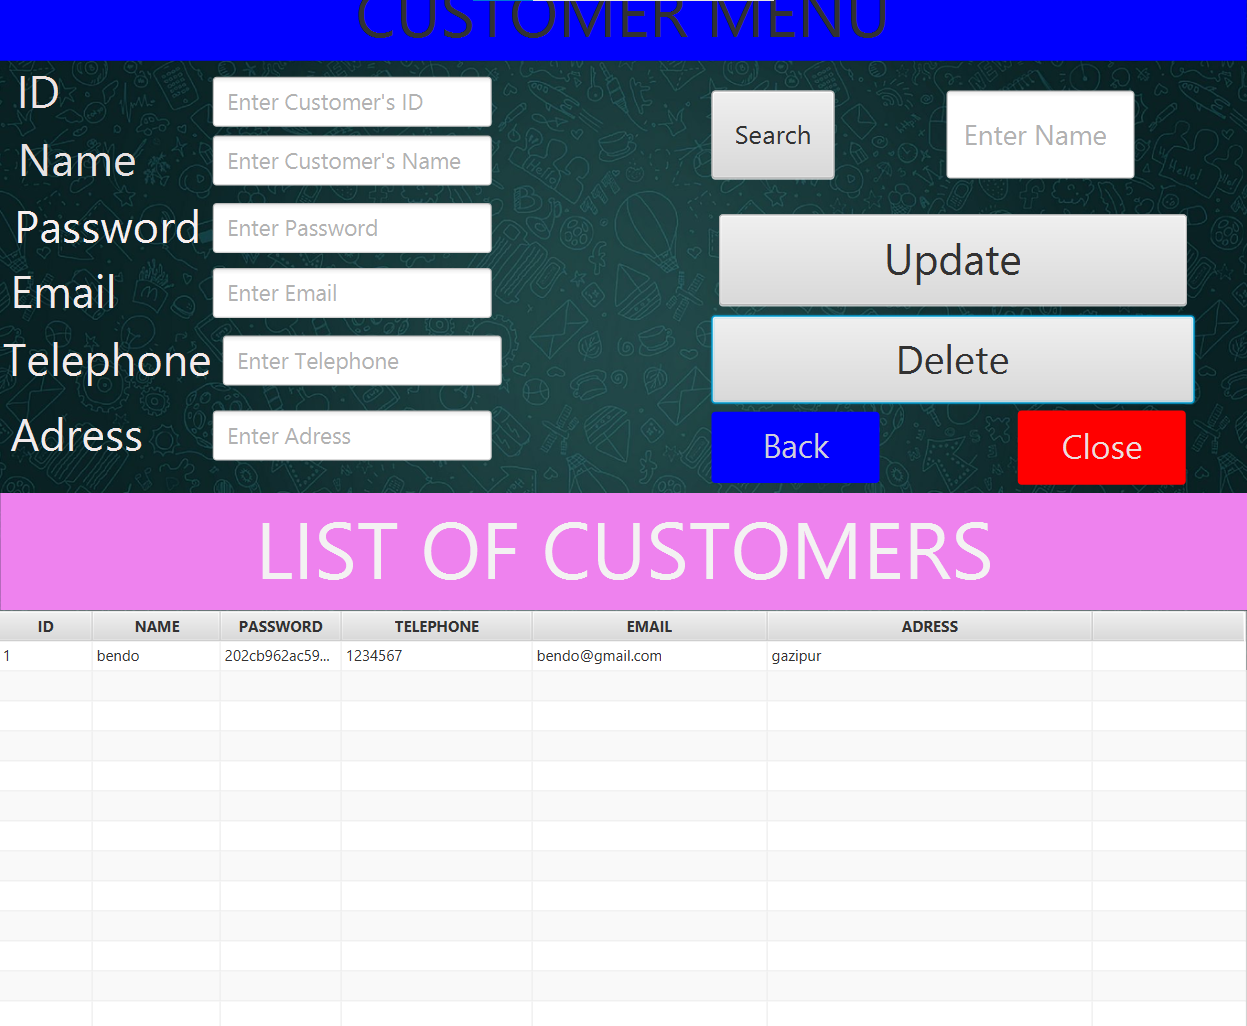 CUSTOMER MENU
ID
Enter Customer's ID
Name
Enter Customer's Name
Password
Enter Password
Email
Enter Email
Telephone
Enter Telephone
Adress
Enter Adress
Search
Enter Name
Update
Delete
Back
Close
LIST OF CUSTOMERS
ID NAME PASSWORD TELEPHONE EMAIL ADRESS
1 bendo 202cb962ac59... 1234567 bendo@gmail.com gazipur